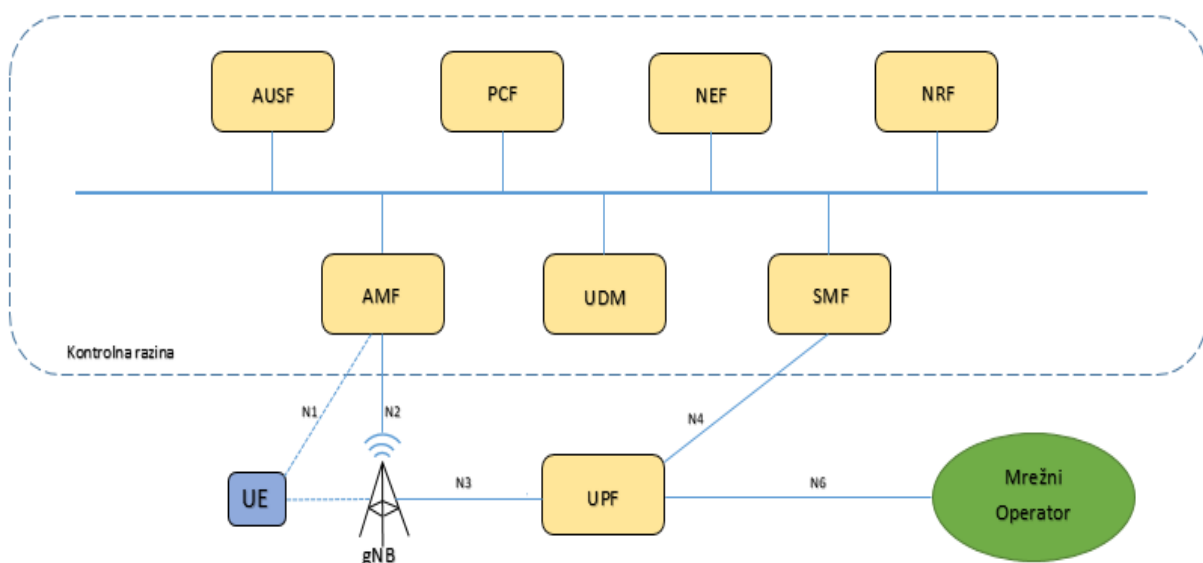 AUSF
PCF
NEF
NRF
AMF
UDM
SMF
Kontrolna razina
N1
N2
N4
UE
gNB
N3
UPF
N6
Mrežni
Operator